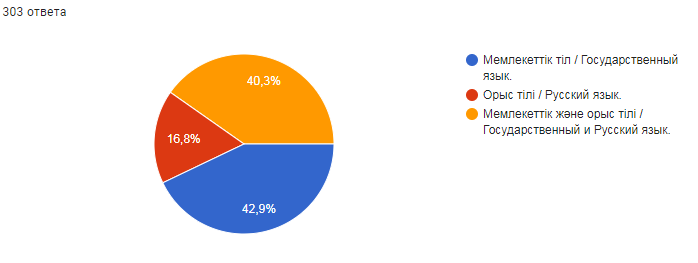 303 ответа
40,3%
16,8%
42,9%
Мемлекеттік тіл / Государственный
язык.
Орыс тілі / Русский язык.
Мемлекеттік және орыс тілі /
Государственный и Русский язык.